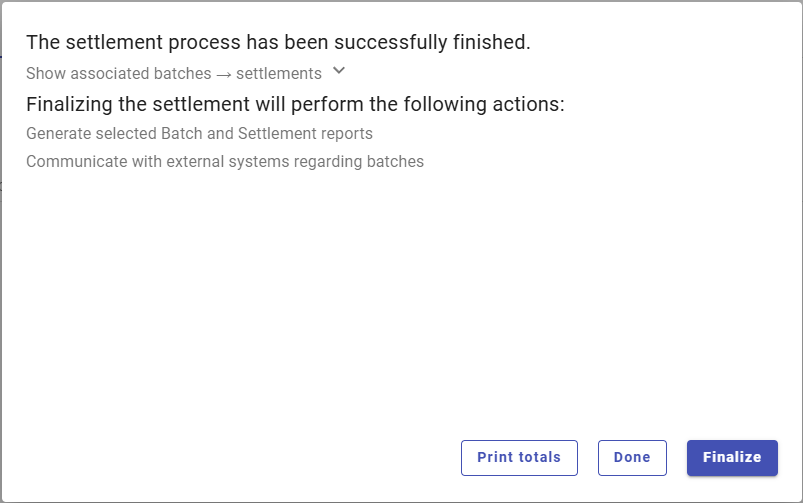 The settlement process has been successfully finished.
Show associated batches → settlements
Finalizing the settlement will perform the following actions:
Generate selected Batch and Settlement reports
Communicate with external systems regarding batches
Print totals
Done
Finalize